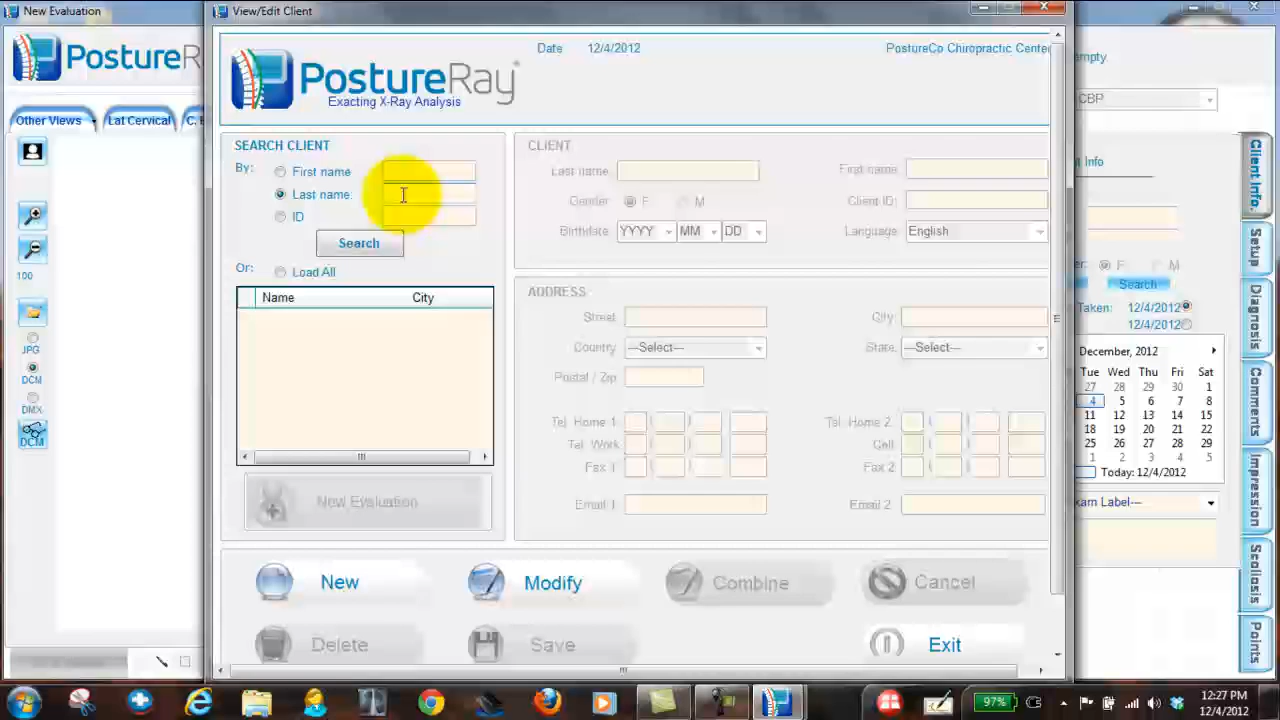 New Evaluation
View/Edit Client
PostureR
PostureRay®
Exacting X-Ray Analysis
Date 12/4/2012
PostureCo Chiropractic Center
empty.
CBP
Other Views
Lat Cervical
C.
100
JPG
DCM
DMX
DCM
SEARCH CLIENT
By:
First name
Last name:
ID
Search
Or:
Load All
Name City
New Evaluation
CLIENT
Last name
First name
Gender F M
Client ID:
Birthdate YYYY MM DD
Language: English
ADDRESS
Street
City:
Country ---Select---
State: ---Select---
Postal / Zip
Tel. Home 1
Tel. Home 2
Tel. Work
Cell
Fax 1
Fax 2
Email 1
Email 2
New
Modify
Combine
Cancel
Delete
Save
Exit
Info
F M
Search
Taken: 12/4/2012
12/4/2012
December, 2012
Tue Wed Thu Fri Sat
27 28 29 30 1
4 5 6 7 8
11 12 13 14 15
18 19 20 21 22
25 26 27 28 29
1 2 3 4 5
Today: 12/4/2012
xam Label---
Client Info.
Setup
Diagnosis
Comments
Impression
Scoliosis
Points
97%
12:27 PM
12/4/2012